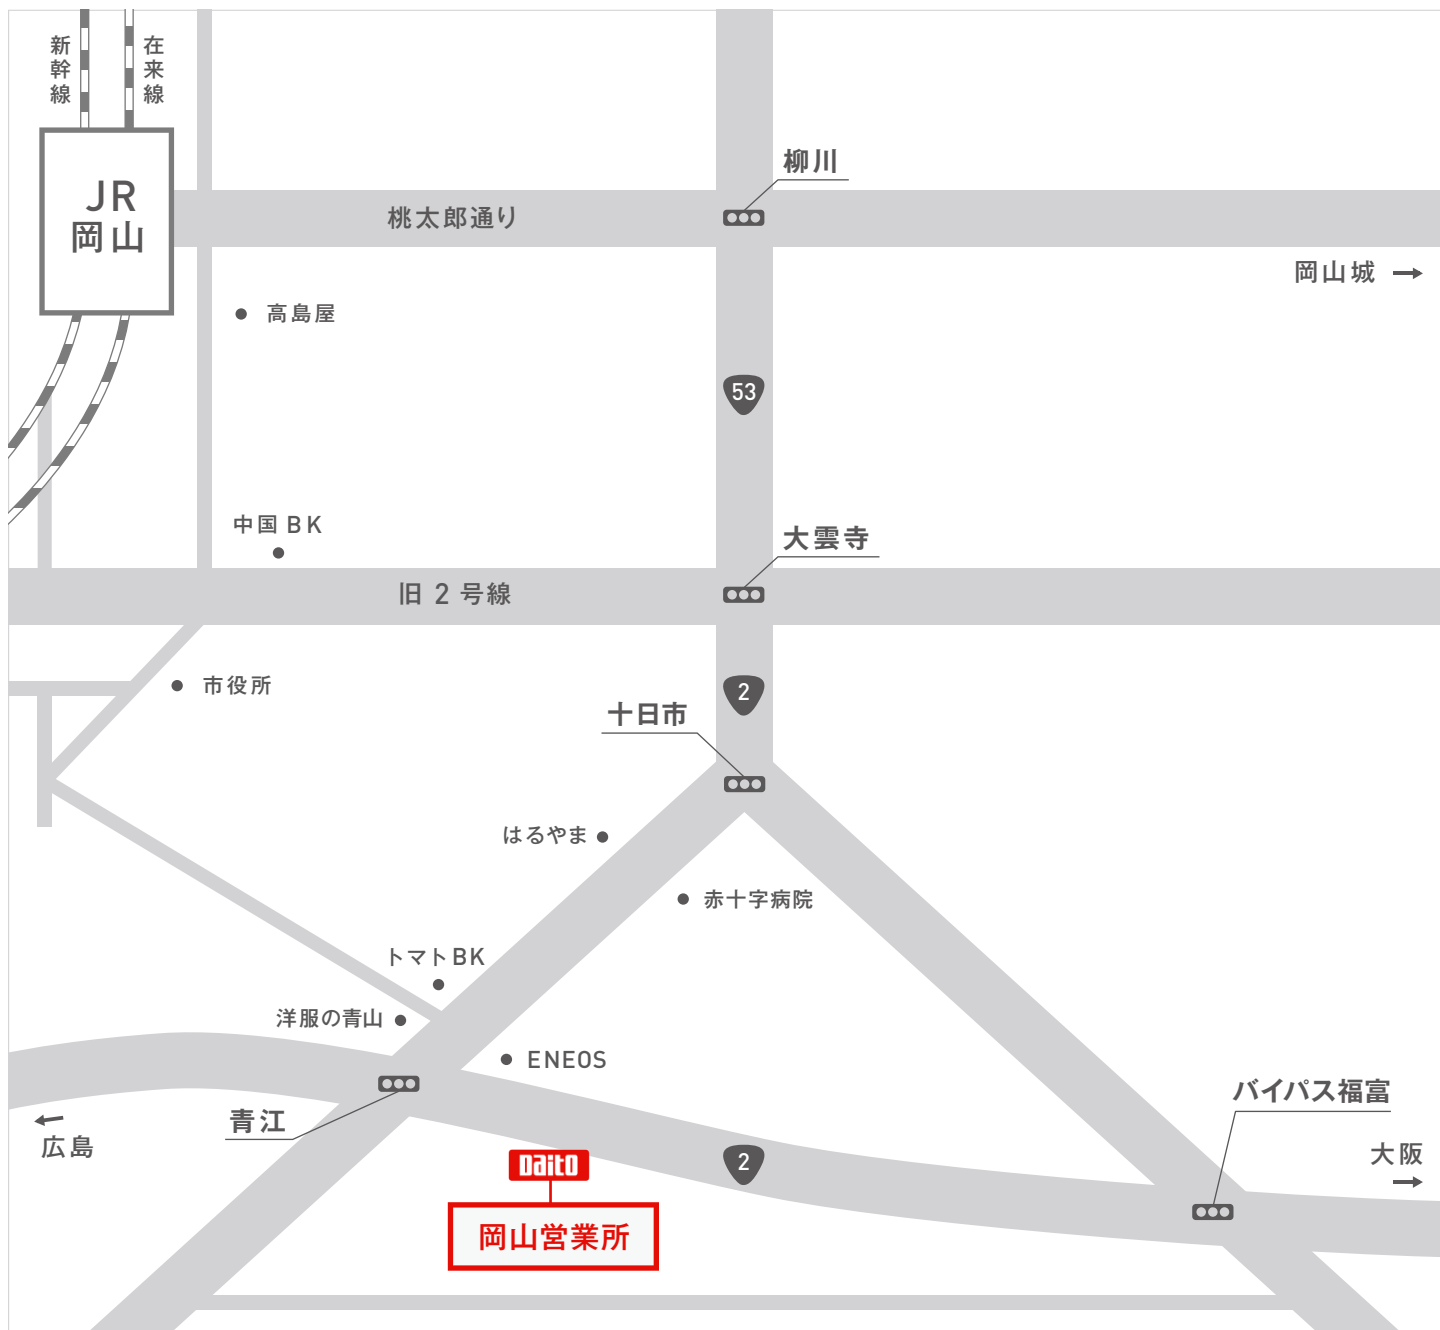 新幹線
在来線
JR
岡山
柳川
桃太郎通り
岡山城
高島屋
53
中国 BK
大雲寺
旧 2 号線
市役所
2
十日市
はるやま
赤十字病院
トマトBK
洋服の青山
ENEOS
青江
バイパス福富
広島
Daito
2
大阪
岡山営業所